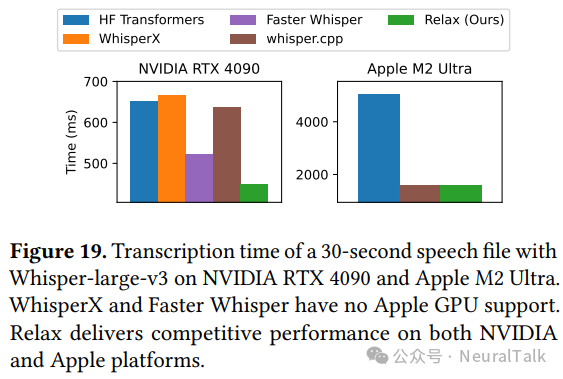 HF Transformers Faster Whisper Relax (Ours)
WhisperX whisper.cpp
NVIDIA RTX 4090 Apple M2 Ultra
Time (ms)
700
600
500
4000
2000
Figure 19. Transcription time of a 30-second speech file with
Whisper-large-v3 on NVIDIA RTX 4090 and Apple M2 Ultra.
WhisperX and Faster Whisper have no Apple GPU support.
Relax delivers competitive performance on both NVIDIA
and Apple platforms.
公众号 · NeuralTalk